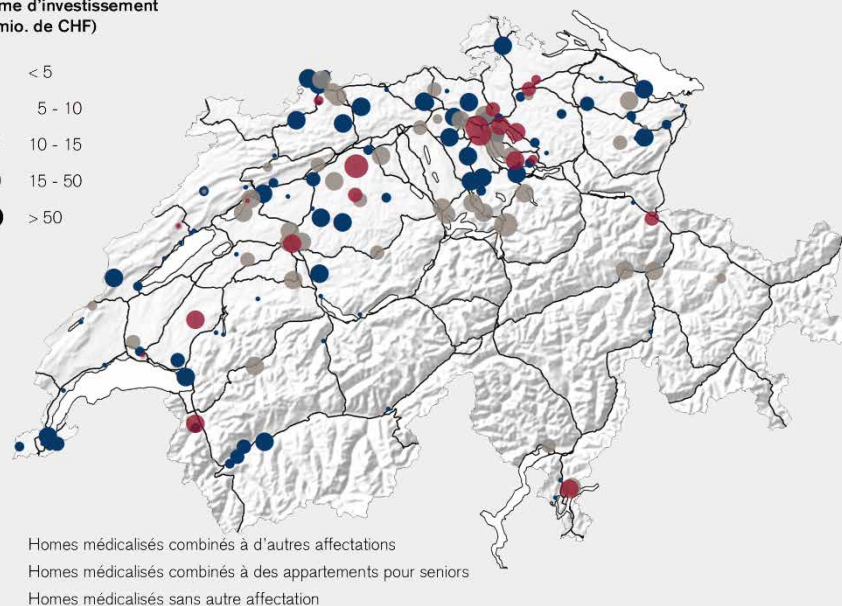 me d'investissement
mio. de CHF)
< 5
5 - 10
10 - 15
15 - 50
> 50
Homes médicalisés combinés à d'autres affectations
Homes médicalisés combinés à des appartements pour seniors
Homes médicalisés sans autre affectation